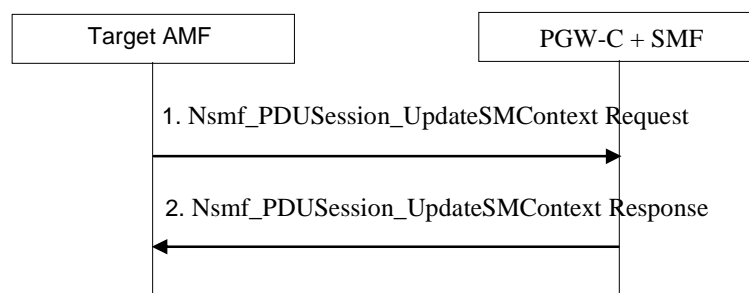 Target AMF
PGW-C + SMF
1. Nsmf_PDUSession_UpdateSMContext Request
2. Nsmf_PDUSession_UpdateSMContext Response